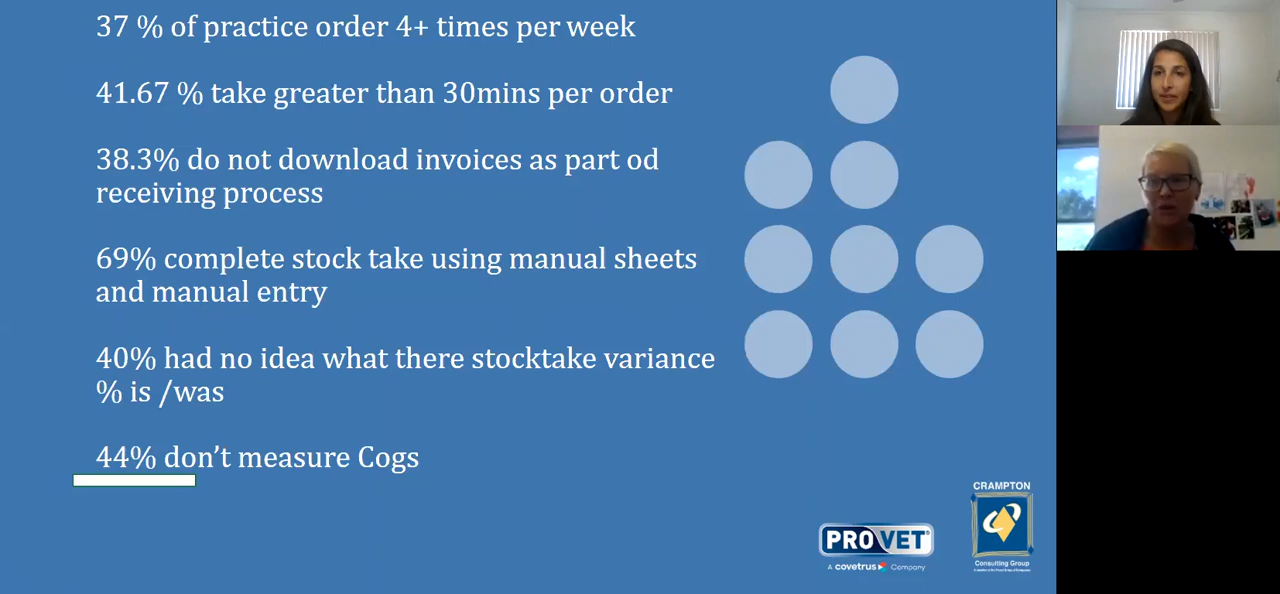 37 % of practice order 4+ times per week
41.67 % take greater than 30mins per order
38.3% do not download invoices as part od
receiving process
69% complete stock take using manual sheets
and manual entry
40% had no idea what there stocktake variance
% is /was
44% don’t measure Cogs
CRAMPTON
PROVET
A covetrus Company
Consulting Group